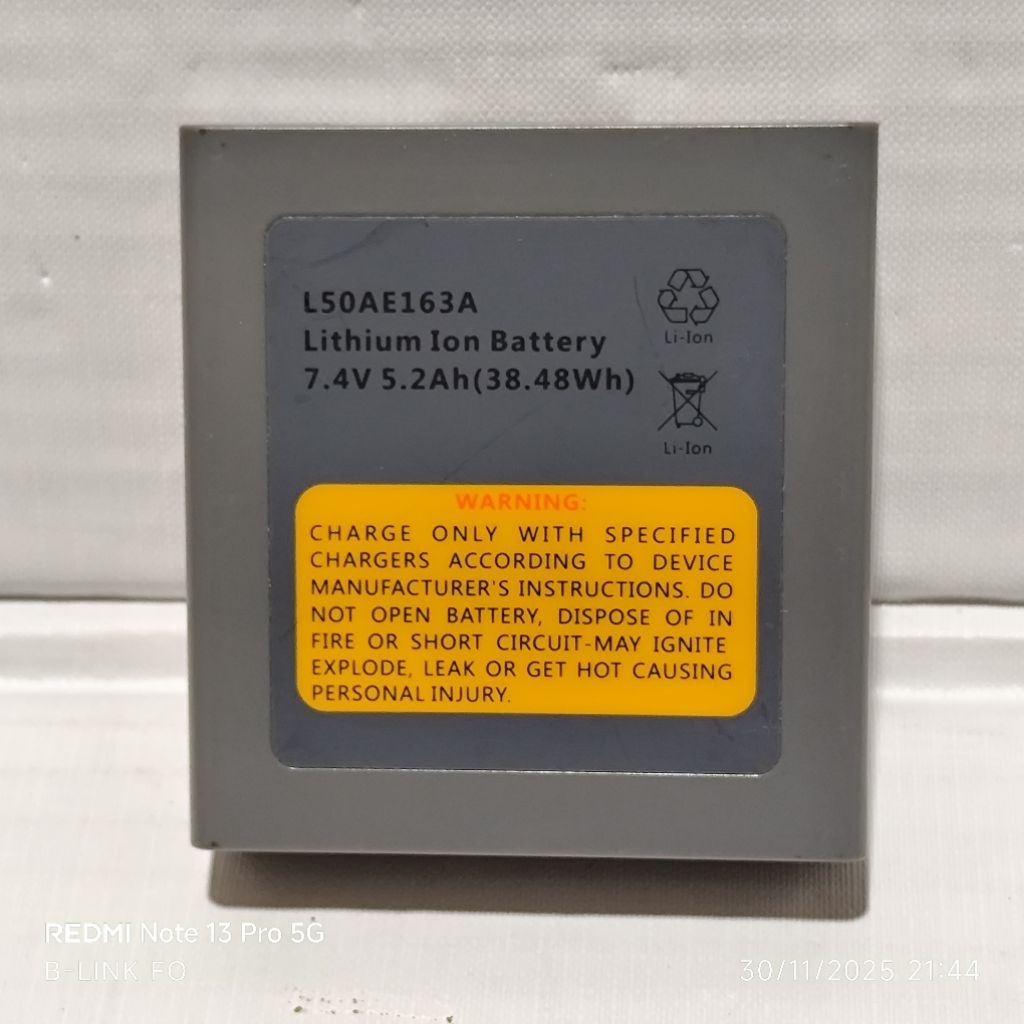 L50AE163A
Lithium Ion Battery
7.4V 5.2Ah(38.48Wh)
Li-Ion
Li-Ion
WARNING:
CHARGE ONLY WITH SPECIFIED
CHARGERS ACCORDING TO DEVICE
MANUFACTURER'S INSTRUCTIONS. DO
NOT OPEN BATTERY, DISPOSE OF IN
FIRE OR SHORT CIRCUIT-MAY IGNITE
EXPLODE, LEAK OR GET HOT CAUSING
PERSONAL INJURY.
REDMI Note 13 Pro 5G
B-LINK FO
30/11/2025 21:44